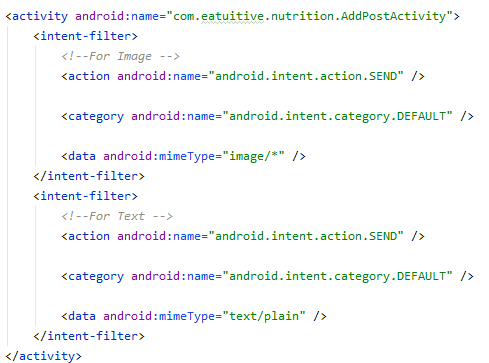 <activity android:name="com.eatuitive.nutrition.AddPostActivity">
<intent-filter>
<!--For Image -->
<action android:name="android.intent.action.SEND" />
<category android:name="android.intent.category.DEFAULT" />
<data android:mimeType="image/*" />
</intent-filter>
<intent-filter>
<!--For Text -->
<action android:name="android.intent.action.SEND" />
<category android:name="android.intent.category.DEFAULT" />
<data android:mimeType="text/plain" />
</intent-filter>
</activity>